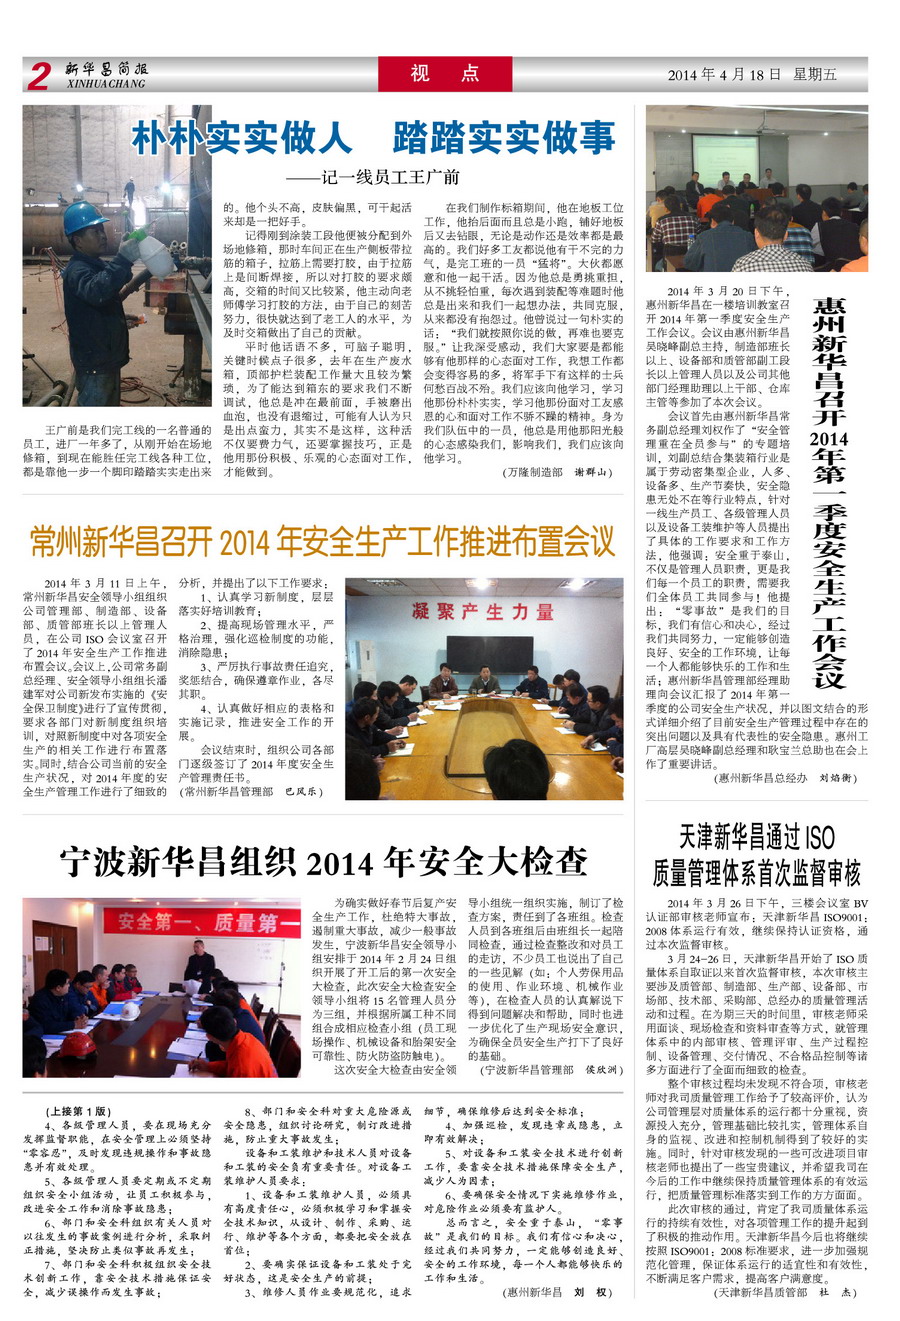 2 新华昌简报
XINHUACHANG
视 点
2014 年 4 月 18 日 星期五
朴朴实实做人 踏踏实实做事
——记一线员工王广前
王广前是我们完工线的一名普通的
员工，进厂一年多了，从刚开始在场地
修箱，到现在能胜任完工线各种工位，
都是靠他一步一个脚印踏踏实实走出来
的。他个头不高，皮肤偏黑，可干起活
来却是一把好手。
记得刚到涂装工段他便被分配到外
场地修箱，那时车间正在生产侧板带拉
筋的箱子，拉筋上需要打胶，由于拉筋
上是间断焊接，所以对打胶的要求颇
高，交箱的时间又比较紧，他主动向老
师傅学习打胶的方法，由于自己的刻苦
努力，很快就达到了老工人的水平，为
及时交箱做出了自己的贡献。
平时他话语不多，可脑子聪明，
关键时候点子很多，去年在生产废水
箱，顶部护栏装配工作量大且较为繁
琐，为了能达到箱东的要求我们不断
调试，他总是冲在最前面，手被磨出
血泡，也没有退缩过，可能有人认为只
是出点蛮力，其实不是这样，这种活
不仅要费力气，还要掌握技巧，正是
他用那份积极、乐观的心态面对工作，
才能做到。
在我们制作标箱期间，他在地板工位
工作，他抬后面而且总是小跑，铺好地板
后又去钻眼，无论是动作还是效率都是最
高的。我们好多工友都说他有干不完的力
气，是完工班的一员“猛将”。大伙都愿
意和他一起干活。因为他总是勇挑重担，
从不挑轻怕重，每次遇到装配等难题时他
总是出来和我们一起想办法，共同克服，
从来都没有抱怨过。他曾说过一句朴实的
话：“我们就按照你说的做，再难也要克
服。”让我深受感动，我们大家要是都能
够有他那样的心态面对工作，我想工作都
会变得容易的多，将军手下有这样的士兵
何愁百战不殆。我们应该向他学习，学习
他那份朴朴实实，学习他那份面对工友感
恩的心和面对工作不骄不躁的精神。身为
我们队伍中的一员，他总是用他那阳光般
的心态感染我们，影响我们，我们应该向
他学习。
(万隆制造部 谢群山)
常州新华昌召开 2014 年安全生产工作推进布置会议
2014 年 3 月 11 日上午，
常州新华昌安全领导小组组织
公司管理部、制造部、设备
部、质管部班长以上管理人
员，在公司 ISO 会议室召开
了 2014 年安全生产工作推进
布置会议。会议上，公司常务副
总经理、安全领导小组组长潘
建军对公司新发布实施的《安
全保卫制度》进行了宣传贯彻，
要求各部门对新制度组织培
训，对照新制度中对各项安全
生产的相关工作进行布置落
实。同时，结合公司当前的安全
生产状况，对 2014 年度的安
全生产管理工作进行了细致的
分析，并提出了以下工作要求：
1、认真学习新制度，层层
落实好培训教育；
2、提高现场管理水平，严
格治理，强化巡检制度的功能，
消除隐患；
3、严厉执行事故责任追究，
奖惩结合，确保遵章作业，各尽
其职。
4、认真做好相应的表格和
实施记录，推进安全工作的开
展。
会议结束时，组织公司各部
门逐级签订了 2014 年度安全生
产管理责任书。
(常州新华昌管理部 巴风乐)
凝聚产生力量
宁波新华昌组织 2014 年安全大检查
安全第一、质量第一
为确实做好春节后复产安
全生产工作，杜绝特大事故，
遏制重大事故，减少一般事故
发生，宁波新华昌安全领导小
组安排于 2014 年 2 月 24 日组
织开展了开工后的第一次安全
大检查，此次安全大检查安全
领导小组将 15 名管理人员分
为三组，并根据所属工种不同
组合成相应检查小组 (员工现
场操作、机械设备和胎架安全
可靠性、防火防盗防触电)。
这次安全大检查由安全领
导小组统一组织实施，制订了检
查方案，责任到了各班组。检查
人员到各班组后由班组长一起陪
同检查，通过检查整改和对员工
的走访，不少员工也说出了自己
的一些见解 (如：个人劳保用品
的使用、作业环境、机械作业
等)，在检查人员的认真解说下
得到问题解决和帮助，同时也进
一步优化了生产现场安全意识，
为确保全员安全生产打下了良好
的基础。
(宁波新华昌管理部 侯欣洲)
(上接第 1 版)
4、各级管理人员，要在现场充分
发挥监督职能，在安全管理上必须坚持
“零容忍”，及时发现违规操作和事故隐
患并有效处理。
5、各级管理人员要定期或不定期
组织安全小组活动，让员工积极参与，
改进安全工作和消除事故隐患；
6、部门和安全科组织有关人员对
以往发生的事故案例进行分析，采取纠
正措施，坚决防止类似事故再发生；
7、部门和安全科积极组织安全技
术创新工作，靠安全技术措施保证安
全，减少误操作而发生事故；
8、部门和安全科对重大危险源或
安全隐患，组织讨论研究，制订改进措
施，防止重大事故发生；
设备和工装维护和技术人员对设备
和工装的安全负有重要责任。对设备工
装维护人员要求：
1、设备和工装维护人员，必须具
有高度责任心，必须积极学习和掌握安
全技术知识，从设计、制作、采购、运
行、维护等各个方面，都要把安全放在
首位；
2、要确实保证设备和工装处于完
好状态，这是安全生产的前提；
3、维修人员作业要规范化，追求
细节，确保维修后达到安全标准；
4、加强巡检，发现违章或隐患，立
即有效解决；
5、对设备和工装安全技术进行创新
工作，要靠安全技术措施保障安全生产，
减少人为因素；
6、要确保安全情况下实施维修作业，
对危险作业必须要有监护人。
总而言之，安全重于泰山，“零事
故”是我们的目标。我们有信心和决心，
经过我们共同努力，一定能够创造良好、
安全的工作环境，每一个人都能够快乐的
工作和生活。
(惠州新华昌 刘 权)
惠州新华昌召开2014年第一季度安全生产工作会议
2014 年 3 月 20 日下午，
惠州新华昌在一楼培训教室召
开 2014 年第一季度安全生产
工作会议。会议由惠州新华昌
吴晓峰副总主持，制造部班长
以上、设备部和质管部副工段
长以上管理人员以及公司其他
部门经理助理以上干部、仓库
主管等参加了本次会议。
会议首先由惠州新华昌常
务副总经理刘权作了“安全管
理重在全员参与”的专题培
训，刘副总结合集装箱行业是
属于劳动密集型企业，人多、
设备多、生产节奏快，安全隐
患无处不在等行业特点，针对
一线生产员工、各级管理人员
以及设备工装维护等人员提出
了具体的工作要求和工作方
法，他强调：安全重于泰山，
不仅是管理人员职责，更是我
们每一个员工的职责，需要我
们全体员工共同参与！他提
出：“零事故”是我们的目
标，我们有信心和决心，经过
我们共同努力，一定能够创造
良好、安全的工作环境，让每
一个人都能够快乐的工作和生
活；惠州新华昌管理部经理助
理向会议汇报了 2014 年第一
季度的公司安全生产状况，并以图文结合的形
式详细介绍了目前安全生产管理过程中存在的
突出问题以及具有代表性的安全隐患。惠州工
厂高层吴晓峰副总经理和耿宝兰总助也在会上
作了重要讲话。
(惠州新华昌总经办 刘焰衡)
天津新华昌通过 ISO
质量管理体系首次监督审核
2014 年 3 月 26 日下午，三楼会议室 BV
认证部审核老师宣布：天津新华昌 ISO9001:
2008 体系运行有效，继续保持认证资格，通
过本次监督审核。
3 月 24-26 日，天津新华昌开始了 ISO 质
量体系自取证以来首次监督审核，本次审核主
要涉及质管部、制造部、生产部、设备部、市
场部、技术部、采购部、总经办的质量管理活
动和过程。在为期三天的时间里，审核老师采
用面谈、现场检查和资料审查等方式，就管理
体系中的内部审核、管理评审、生产过程控
制、设备管理、交付情况、不合格品控制等诸
多方面进行了全面而细致的检查。
整个审核过程均未发现不符合项，审核老
师对我司质量管理工作给予了较高评价，认为
公司管理层对质量体系的运行都十分重视，资
源投入充分，管理基础比较扎实，管理体系自
身的监视、改进和控制机制得到了较好的实
施。同时，针对审核发现的一些可改进项目审
核老师也提出了一些宝贵建议，并希望我司在
今后的工作中继续保持质量管理体系的有效运
行，把质量管理标准落实到工作的方方面面。
此次审核的通过，肯定了我司质量体系运
行的持续有效性，对各项管理工作的提升起到
了积极的推动作用。天津新华昌今后也将继续
按照 ISO9001：2008 标准要求，进一步加强规
范化管理，保证体系运行的适宜性和有效性，
不断满足客户需求，提高客户满意度。
(天津新华昌质管部 杜 杰)